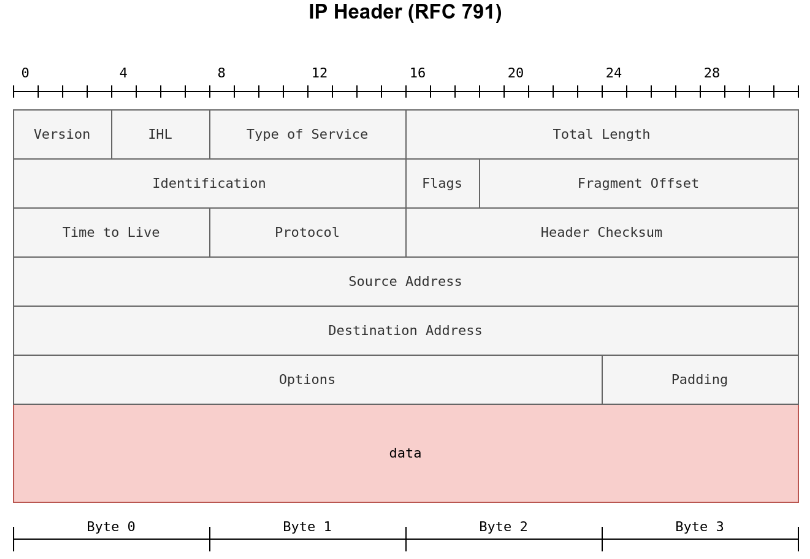 IP Header (RFC 791)
0 4 8 12 16 20 24 28
Version IHL Type of Service Total Length
Identification Flags Fragment Offset
Time to Live Protocol Header Checksum
Source Address
Destination Address
Options Padding
data
Byte 0 Byte 1 Byte 2 Byte 3